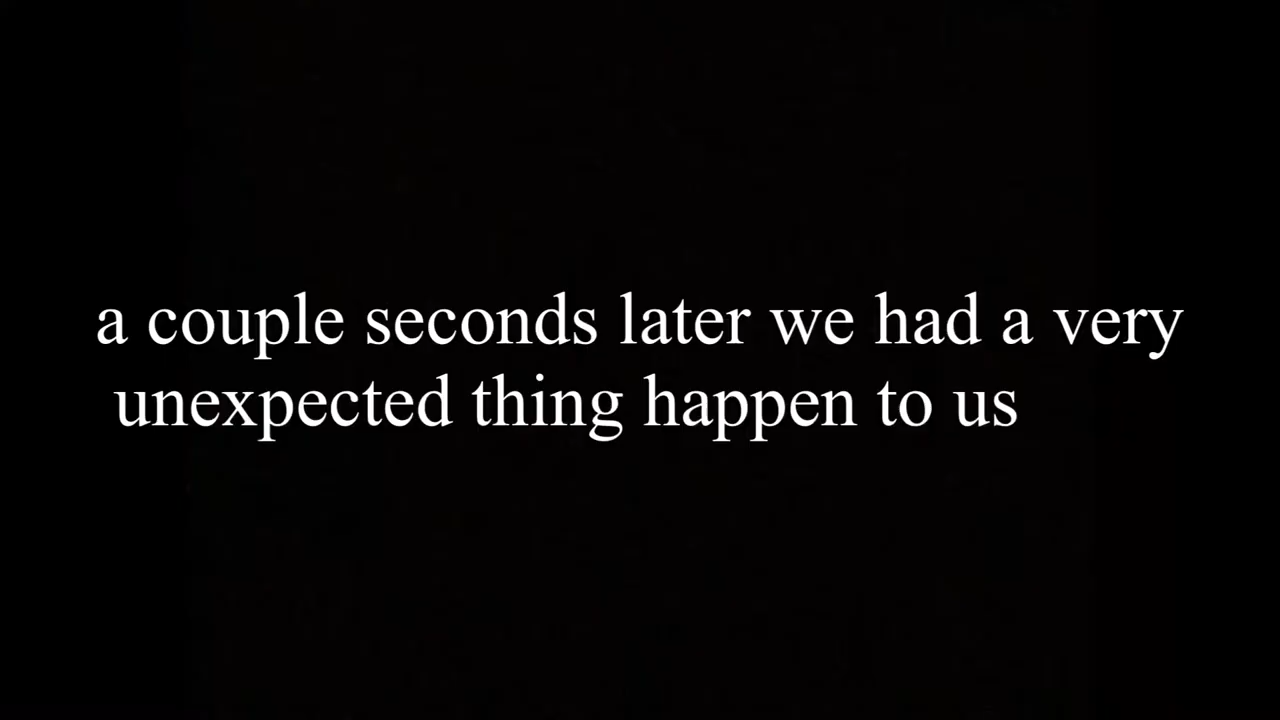 a couple seconds later we had a very
unexpected thing happen to us